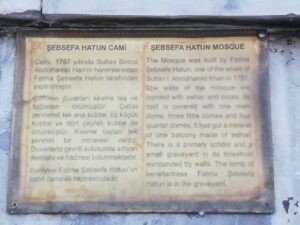 ŞEBSEFA HATUN CAMİ
Cami, 1787 yılında Sultan Birinci
Abdülhamid Han'ın hanımlarından
Fatma Şebsefa Hatun tarafından
yaptırılmıştır.
duvarları kesme taş ve
tuğladan örülmüştür. Çatısı
pencereli tek ana kubbe, üç küçük
kubbe ve dört çeyrek kubbe ile
örtülmüştür. Kesme taştan tek
şerefeli bir minaresi vardır.
Duvarlarla çevrili avlusunda sıbyan
mektebi ve haziresi bulunmaktadır.
Banîyesi Fatma Şebsefa Hatun'un
kabri caminin haziresindedir.
ŞEBSEFA HATUN MOSQUE
The Mosque was built by Fatma
Şebsefa Hatun, one of the wives of
Sultan I. Abdülhamid Khan in 1787.
The walls of the mosque are
bonded with ashlar and bricks. Its
roof is covered with one main
dome, three little domes and four
quarter domes. It has got a minaret
of one balcony made of ashlar.
There is a primary school and a
small graveyard in its threshold
surrounded by walls. The tomb of
benefactress Fatma Şebsefa
Hatun is in the graveyard.